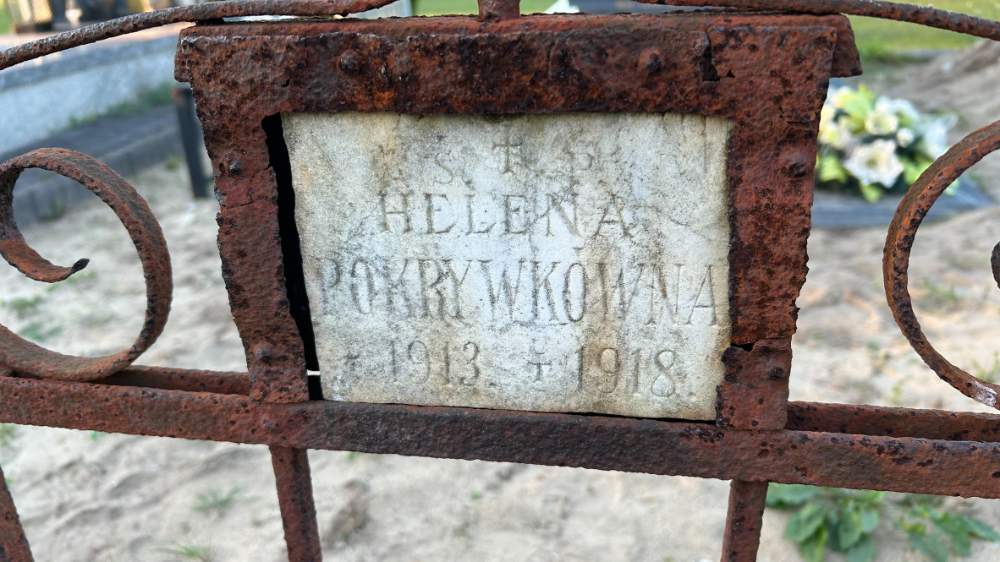 S. † P.
HELENA
POKRYWKÓWNA
* 1913. † 1918.